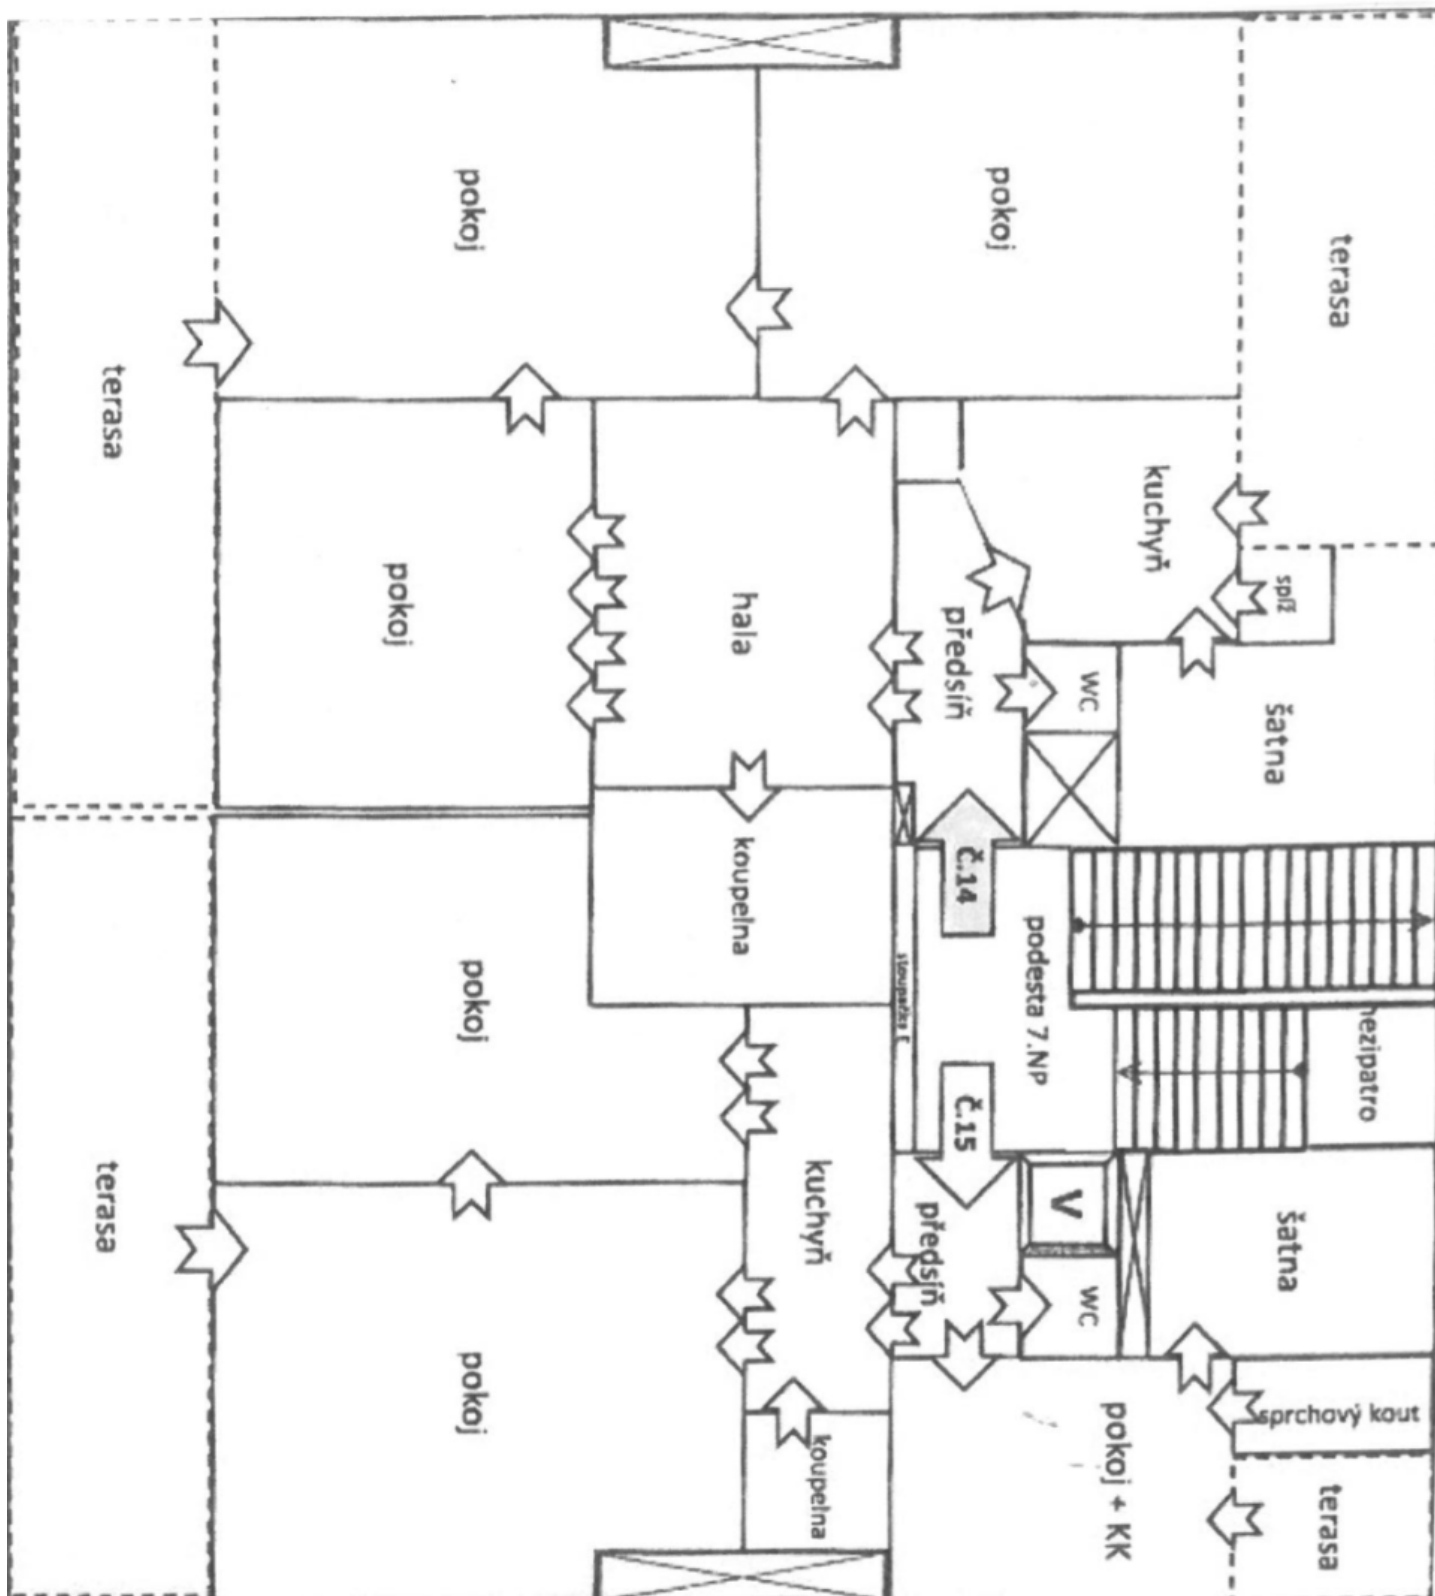 terasa
pokoj
pokoj
terasa
kuchyň
spíž
předsíň
hala
pokoj
WC
šatna
Č.14
koupelna
podesta 7.NP
pokoj
Č.15
kuchyň
předsíň
V
WC
šatna
terasa
pokoj
sprchový kout
koupelna
pokoj + KK
terasa